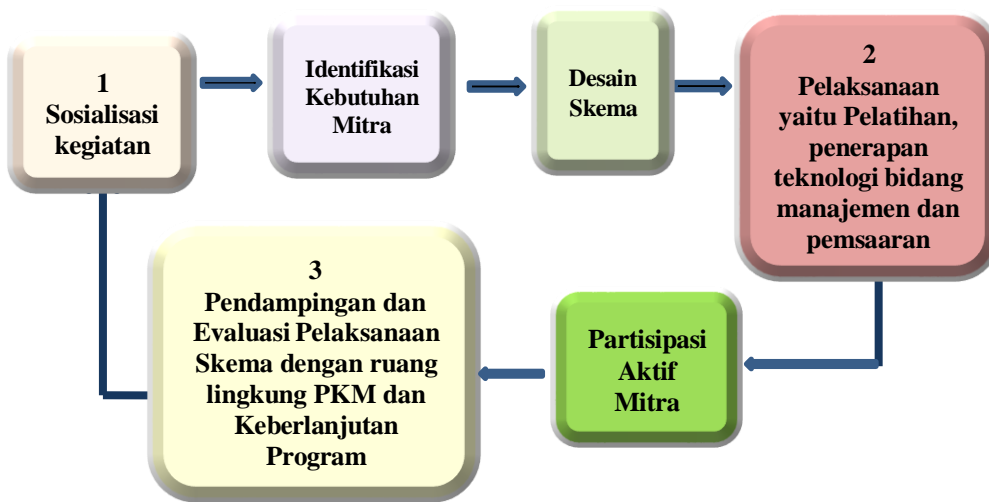 1
Sosialisasi
kegiatan
Identifikasi
Kebutuhan
Mitra
Desain
Skema
2
Pelaksanaan
yaitu Pelatihan,
penerapan
teknologi bidang
manajemen dan
pemsaaran
3
Pendampingan dan
Evaluasi Pelaksanaan
Skema dengan ruang
lingkung PKM dan
Keberlanjutan
Program
Partisipasi
Aktif
Mitra